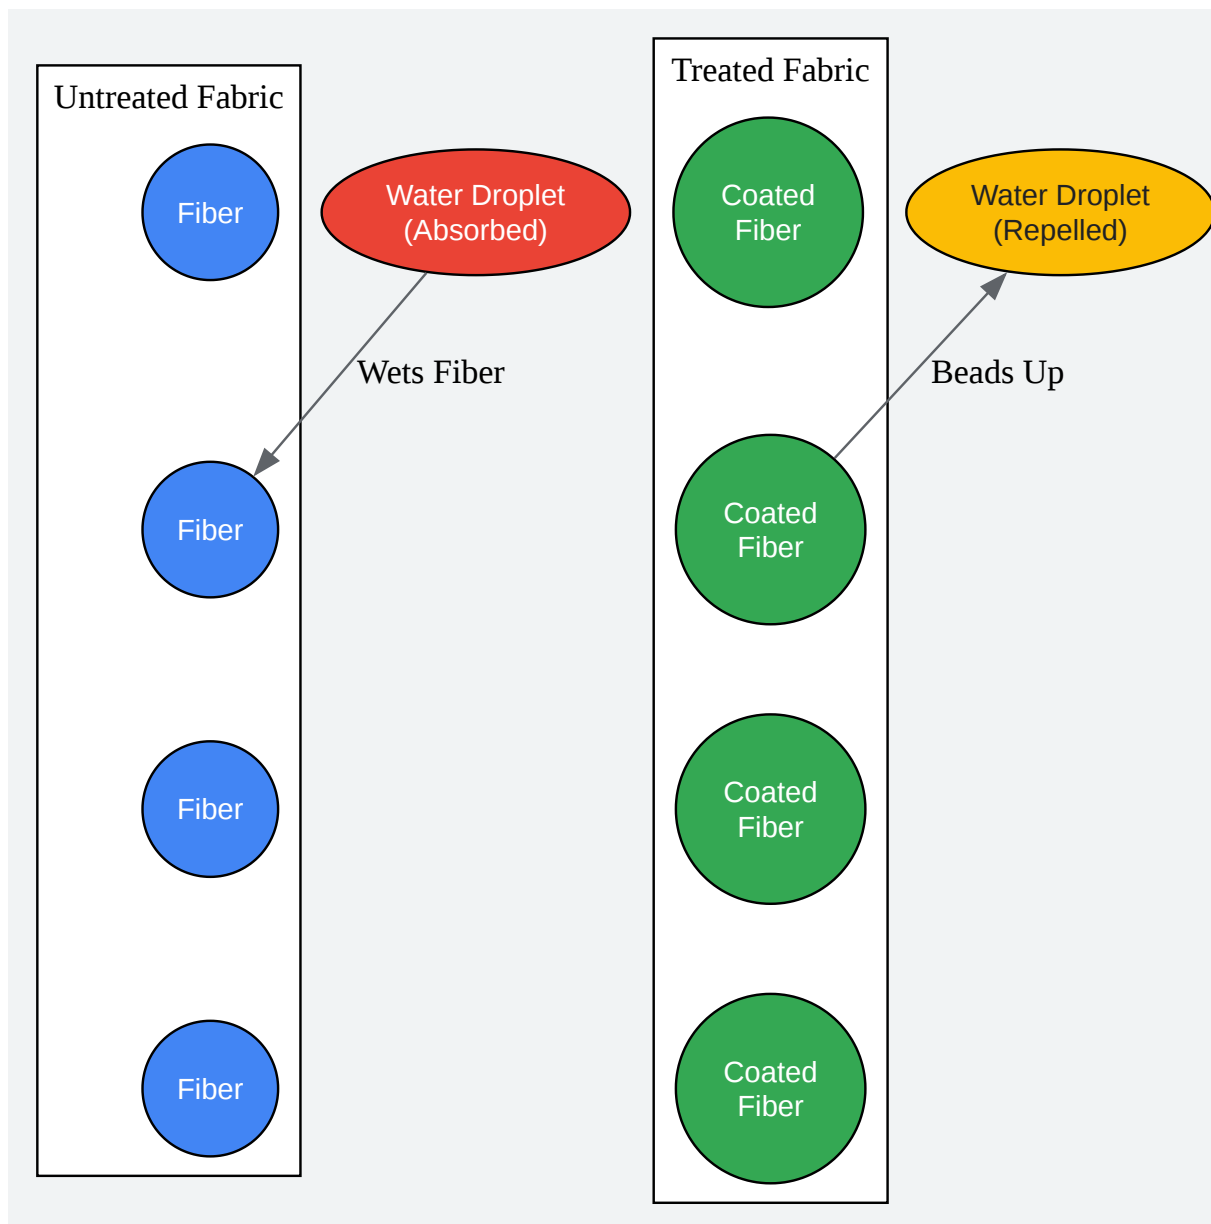 Untreated Fabric
Fiber
Fiber
Fiber
Fiber
Water Droplet
(Absorbed)
Wets Fiber
Treated Fabric
Coated
Fiber
Coated
Fiber
Coated
Fiber
Coated
Fiber
Water Droplet
(Repelled)
Beads Up